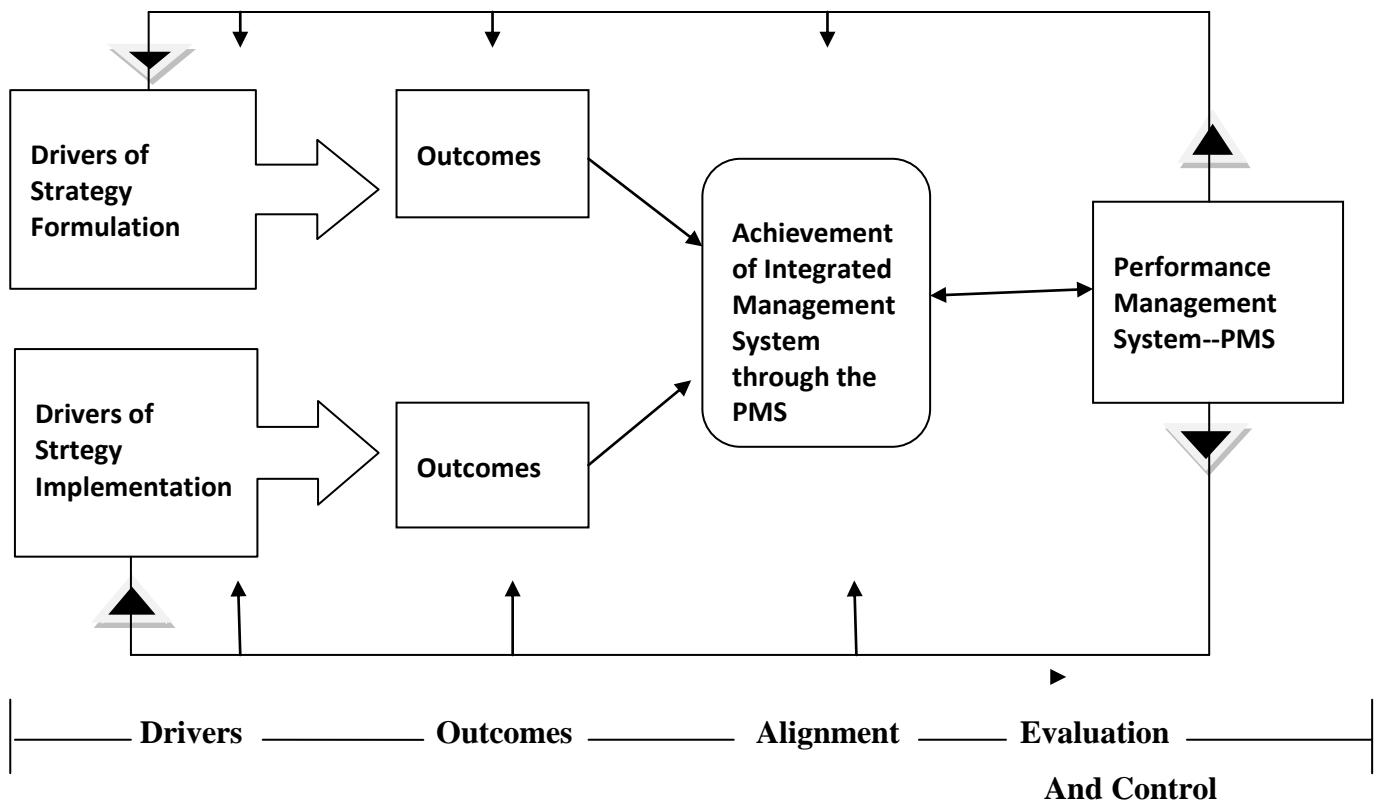 Drivers of
Strategy
Formulation
Outcomes
Achievement
of Integrated
Management
System
through the
PMS
Performance
Management
System--PMS
Drivers of
Strtegy
Implementation
Outcomes
Drivers
Outcomes
Alignment
Evaluation
And Control